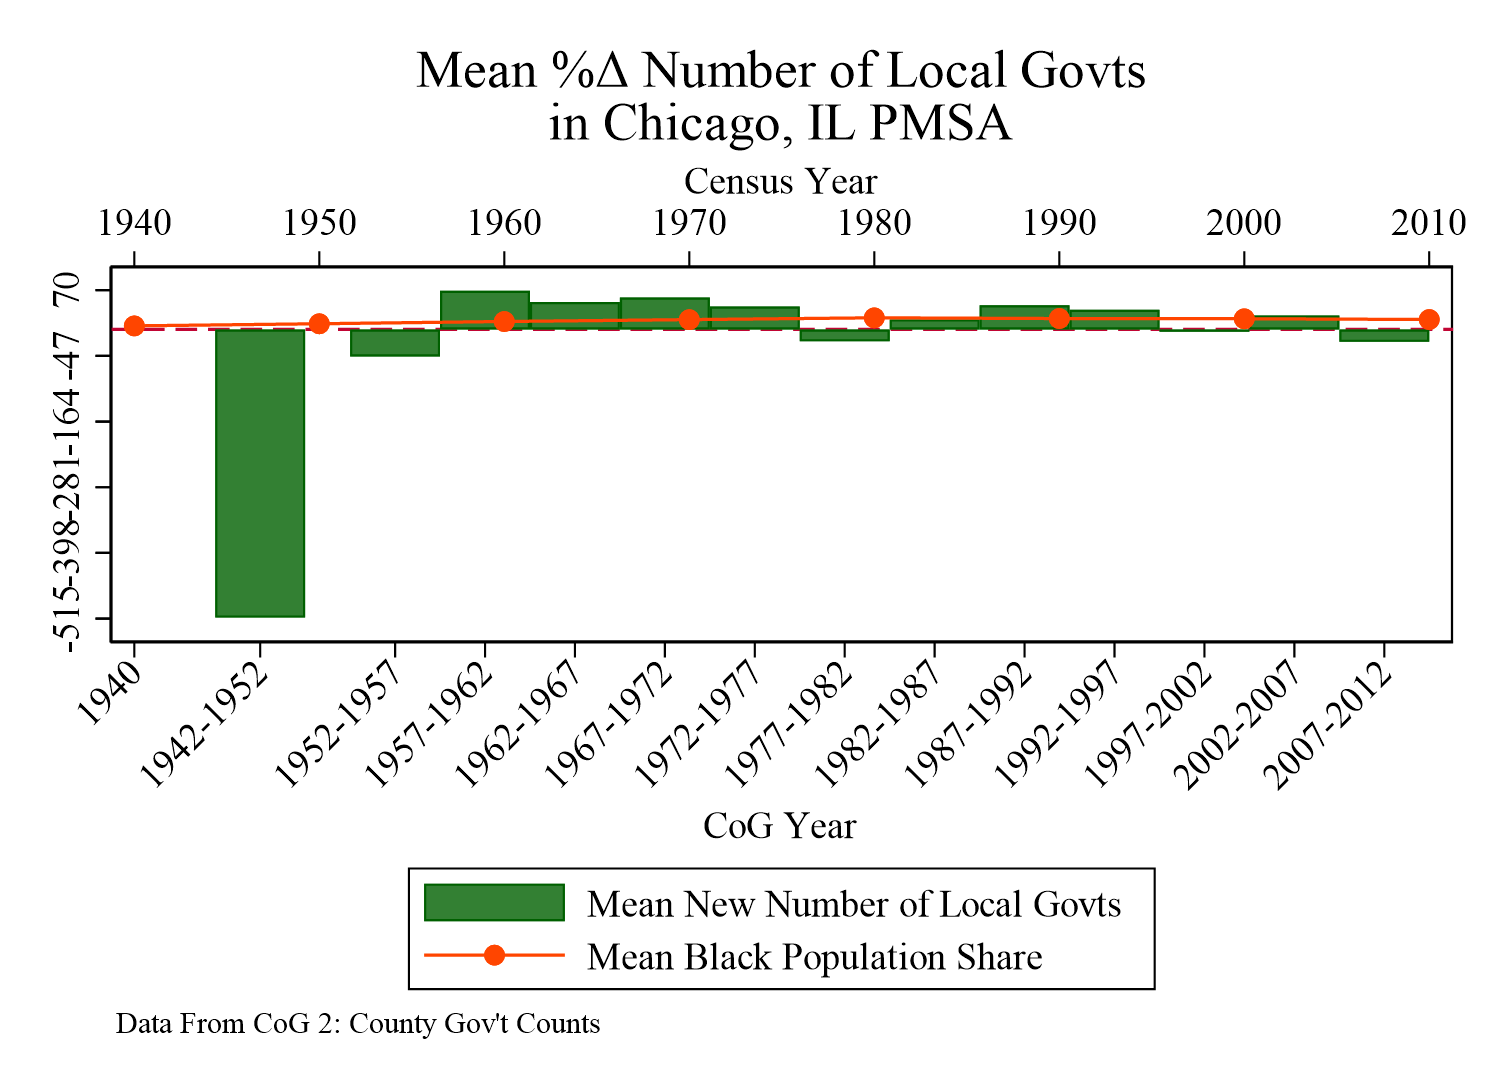 Mean %Δ Number of Local Govts
in Chicago, IL PMSA
Census Year
1940 1950 1960 1970 1980 1990 2000 2010
70
-47
-164
-281
-398
-515
1940 1942-1952 1952-1957 1957-1962 1962-1967 1967-1972 1972-1977 1977-1982 1982-1987 1987-1992 1992-1997 1997-2002 2002-2007 2007-2012
CoG Year
Mean New Number of Local Govts
Mean Black Population Share
Data From CoG 2: County Gov't Counts